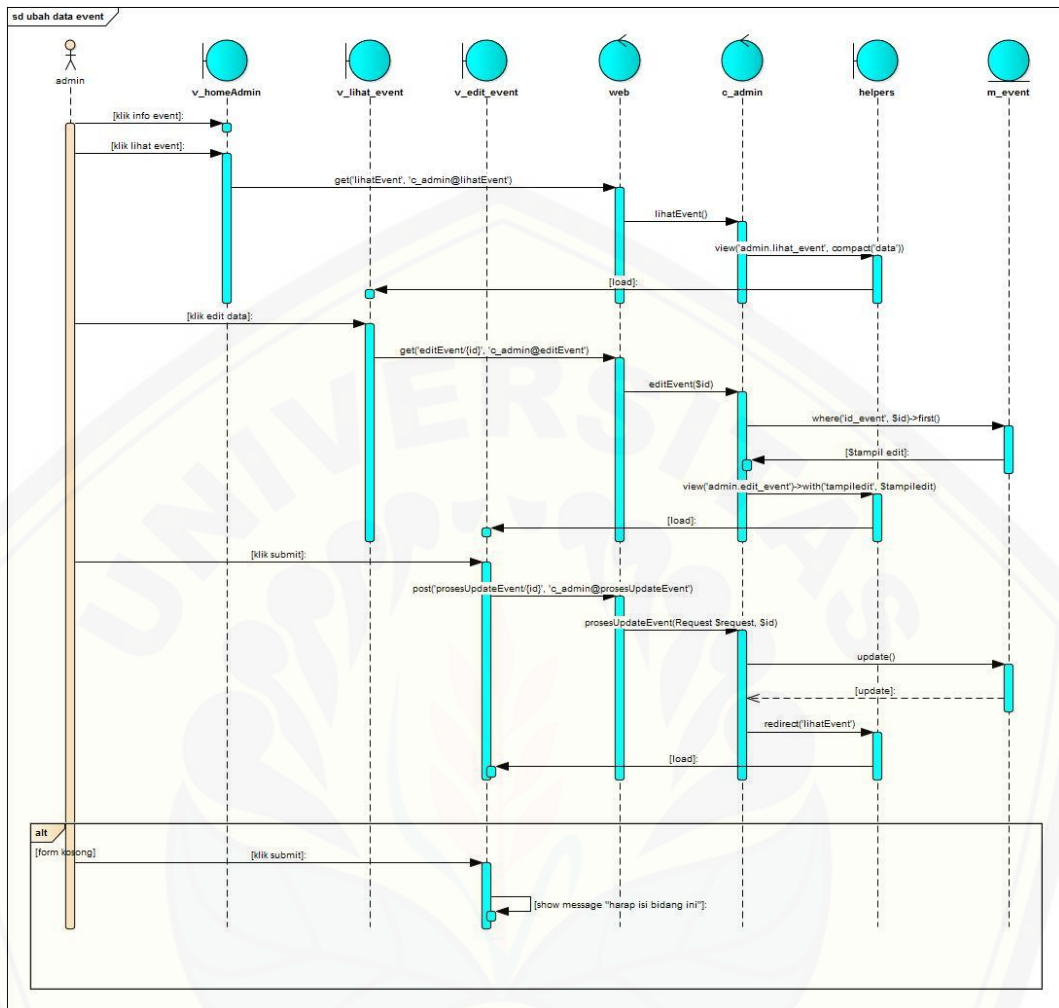 sd ubah data event
admin
v_homeAdmin
v_lihat_event
v_edit_event
web
c_admin
helpers
m_event
[klik info event]:
[klik lihat event]:
get('lihatEvent', 'c_admin@lihatEvent')
lihatEvent()
view('admin.lihat_event', compact('data'))
[load]:
[klik edit data]:
get('editEvent/{id}', 'c_admin@editEvent')
editEvent($id)
where('id_event', $id)->first()
[$tampil edit]:
view('admin.edit_event')->with('tampiledit', $tampiledit)
[load]:
[klik submit]:
post('prosesUpdateEvent/{id}', 'c_admin@prosesUpdateEvent')
prosesUpdateEvent(Request $request, $id)
update()
[update]:
redirect('lihatEvent')
[load]:
alt
[form kosong]
[klik submit]:
[show message "harap isi bidang ini"]:
UNIVERSITAS